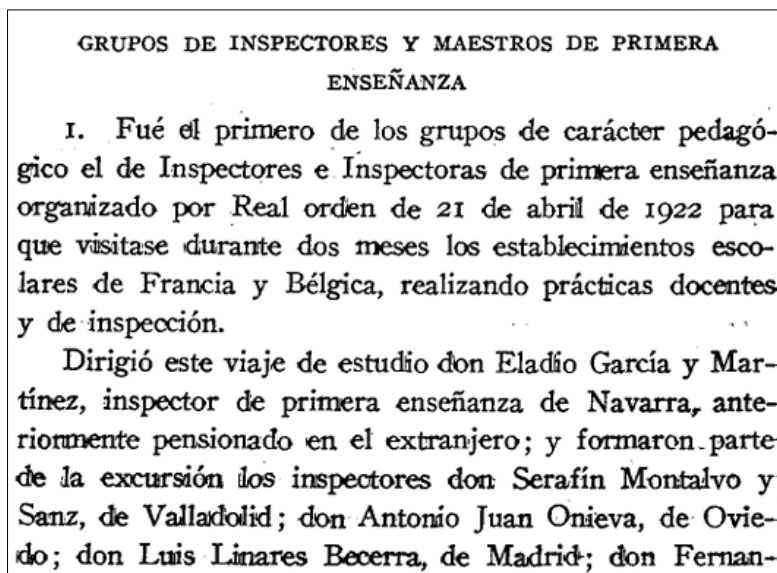 GRUPOS DE INSPECTORES Y MAESTROS DE PRIMERA
ENSEÑANZA
1. Fué el primero de los grupos de carácter pedagó-
gico el de Inspectores e Inspectoras de primera enseñanza
organizado por Real orden de 21 de abril de 1922 para
que visitase durante dos meses los establecimientos esco-
lares de Francia y Bélgica, realizando prácticas docentes
y de inspección.
Dirigió este viaje de estudio don Eladio García y Mar-
tínez, inspector de primera enseñanza de Navarra, ante-
riormente pensionado en el extranjero; y formaron parte
de la excursión los inspectores don Serafín Montalvo y
Sanz, de Valladolid; don Antonio Juan Onieva, de Ovie-
do; don Luis Linares Becerra, de Madrid; don Fernan-